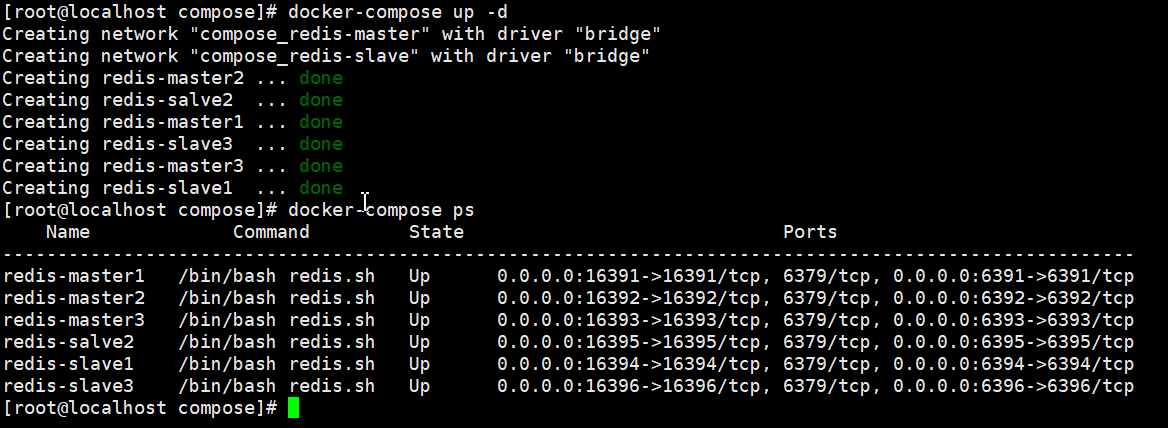 [root@localhost compose]# docker-compose up -d
Creating network "compose_redis-master" with driver "bridge"
Creating network "compose_redis-slave" with driver "bridge"
Creating redis-master2 ... done
Creating redis-salve2  ... done
Creating redis-master1 ... done
Creating redis-slave3  ... done
Creating redis-master3 ... done
Creating redis-slave1  ... done
[root@localhost compose]# docker-compose ps
    Name             Command         State                             Ports
-------------------------------------------------------------------------------------------------------
redis-master1   /bin/bash redis.sh   Up      0.0.0.0:16391->16391/tcp, 6379/tcp, 0.0.0.0:6391->6391/tcp
redis-master2   /bin/bash redis.sh   Up      0.0.0.0:16392->16392/tcp, 6379/tcp, 0.0.0.0:6392->6392/tcp
redis-master3   /bin/bash redis.sh   Up      0.0.0.0:16393->16393/tcp, 6379/tcp, 0.0.0.0:6393->6393/tcp
redis-salve2    /bin/bash redis.sh   Up      0.0.0.0:16395->16395/tcp, 6379/tcp, 0.0.0.0:6395->6395/tcp
redis-slave1    /bin/bash redis.sh   Up      0.0.0.0:16394->16394/tcp, 6379/tcp, 0.0.0.0:6394->6394/tcp
redis-slave3    /bin/bash redis.sh   Up      0.0.0.0:16396->16396/tcp, 6379/tcp, 0.0.0.0:6396->6396/tcp
[root@localhost compose]#